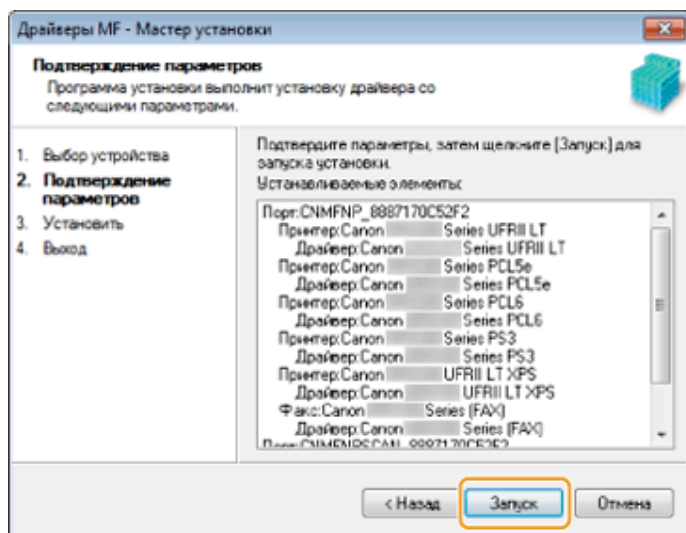 Драйверы MF - Мастер установки
Подтверждение параметров
Программа установки выполнит установку драйвера со
следующими параметрами.
1. Выбор устройства
2. Подтверждение
параметров
3. Установить
4. Выход
Подтвердите параметры, затем щелкните [Запуск] для
запуска установки.
Устанавливаемые элементы:
Порт:CNMFNP_8887170C52F2
Принтер:Canon Series UFRII LT
Драйвер:Canon Series UFRII LT
Принтер:Canon Series PCL5e
Драйвер:Canon Series PCL5e
Принтер:Canon Series PCL6
Драйвер:Canon Series PCL6
Принтер:Canon Series PS3
Драйвер:Canon Series PS3
Принтер:Canon UFRII LT XPS
Драйвер:Canon UFRII LT XPS
Факс:Canon Series (FAX)
Драйвер:Canon Series (FAX)
< Назад
Запуск
Отмена